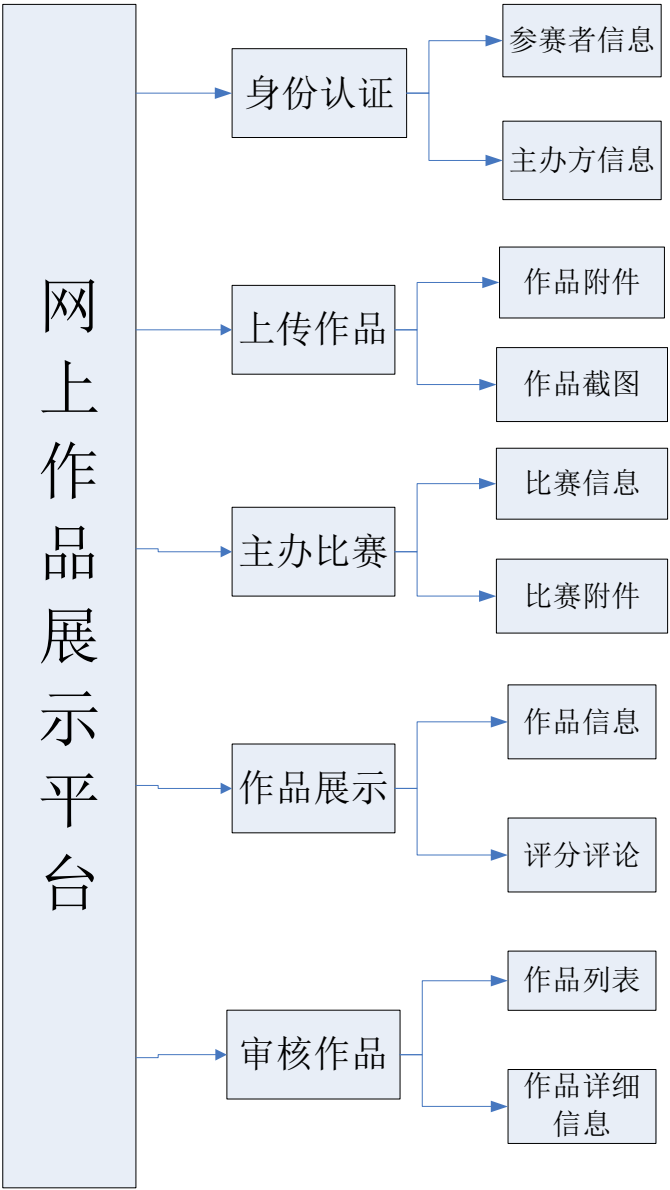 网上作品展示平台
身份认证
参赛者信息
主办方信息
上传作品
作品附件
作品截图
主办比赛
比赛信息
比赛附件
作品展示
作品信息
评分评论
审核作品
作品列表
作品详细
信息